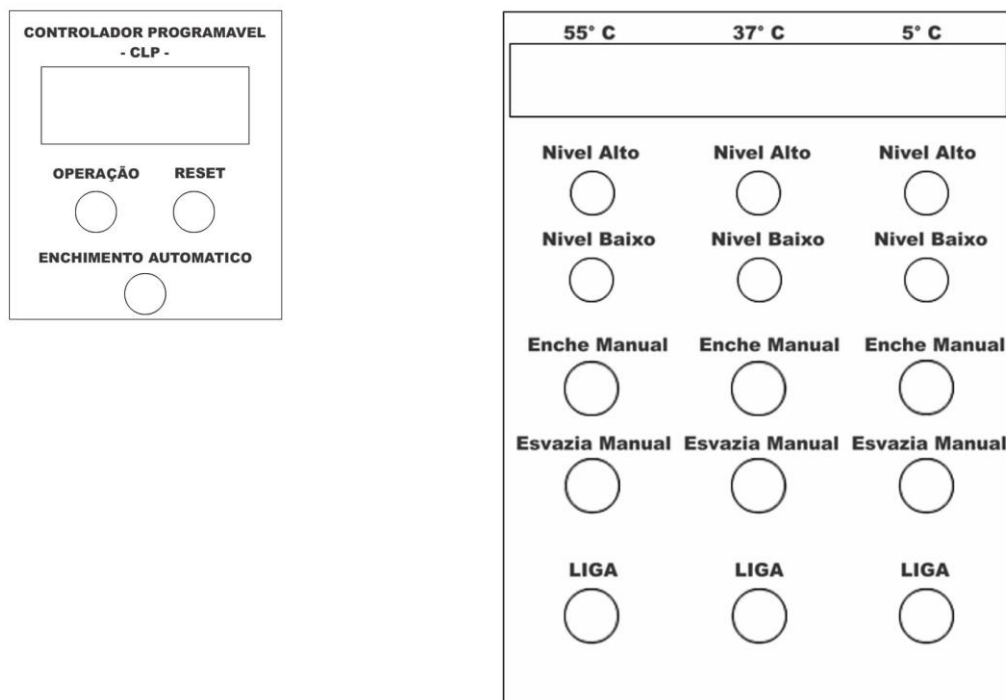 CONTROLADOR PROGRAMAVEL
- CLP -
OPERAÇÃO RESET
ENCHIMENTO AUTOMATICO
55° C 37° C 5° C
Nivel Alto Nivel Alto Nivel Alto
Nivel Baixo Nivel Baixo Nivel Baixo
Enche Manual Enche Manual Enche Manual
Esvazia Manual Esvazia Manual Esvazia Manual
LIGA LIGA LIGA